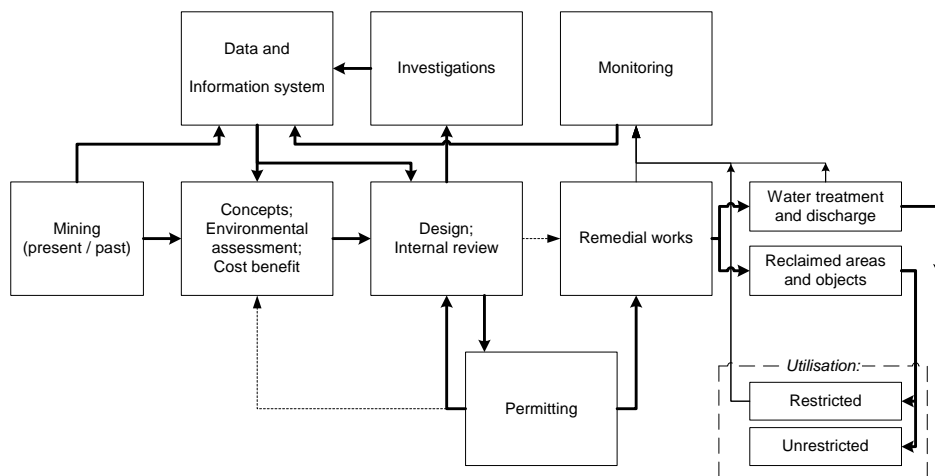 Data and
Information system
Investigations
Monitoring
Mining
(present / past)
Concepts;
Environmental
assessment;
Cost benefit
Design;
Internal review
Remedial works
Water treatment
and discharge
Reclaimed areas
and objects
Permitting
Utilisation:
Restricted
Unrestricted